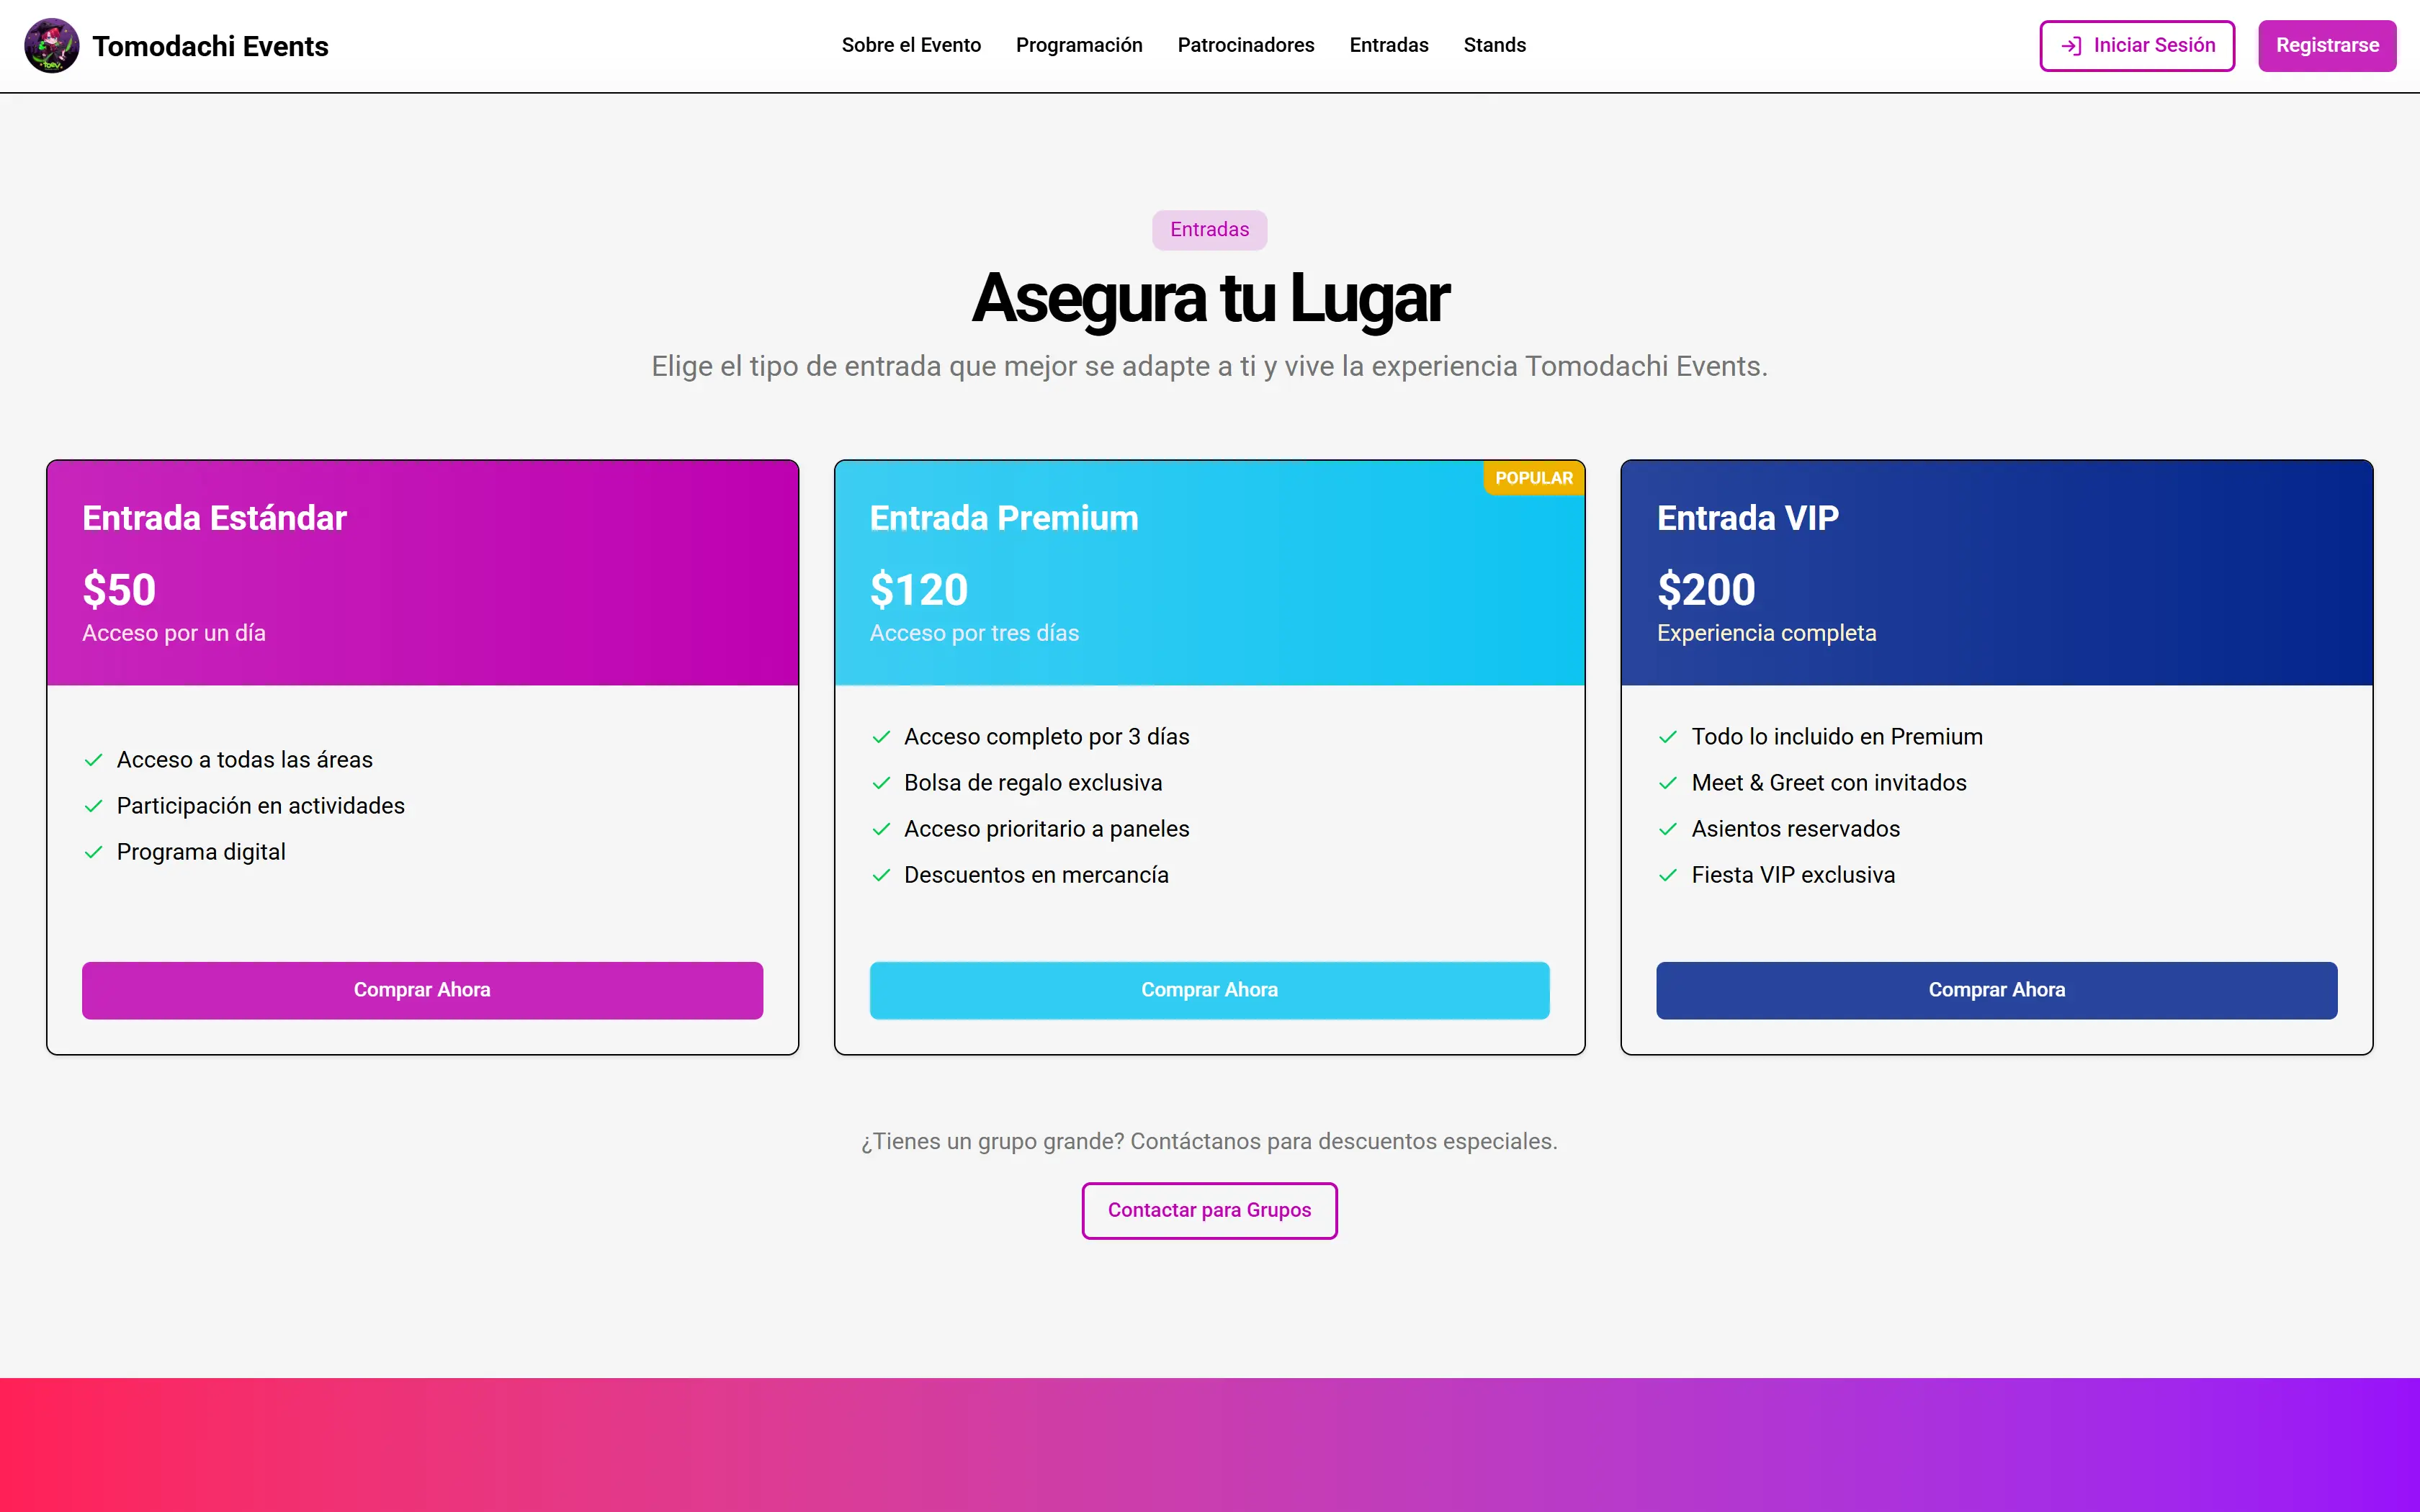 Tomodachi Events
Sobre el Evento
Programación
Patrocinadores
Entradas
Stands
Iniciar Sesión
Registrarse
Entradas
Asegura tu Lugar
Elige el tipo de entrada que mejor se adapte a ti y vive la experiencia Tomodachi Events.
Entrada Estándar
$50
Acceso por un día
Acceso a todas las áreas
Participación en actividades
Programa digital
Comprar Ahora
POPULAR
Entrada Premium
$120
Acceso por tres días
Acceso completo por 3 días
Bolsa de regalo exclusiva
Acceso prioritario a paneles
Descuentos en mercancía
Comprar Ahora
Entrada VIP
$200
Experiencia completa
Todo lo incluido en Premium
Meet & Greet con invitados
Asientos reservados
Fiesta VIP exclusiva
Comprar Ahora
¿Tienes un grupo grande? Contáctanos para descuentos especiales.
Contactar para Grupos